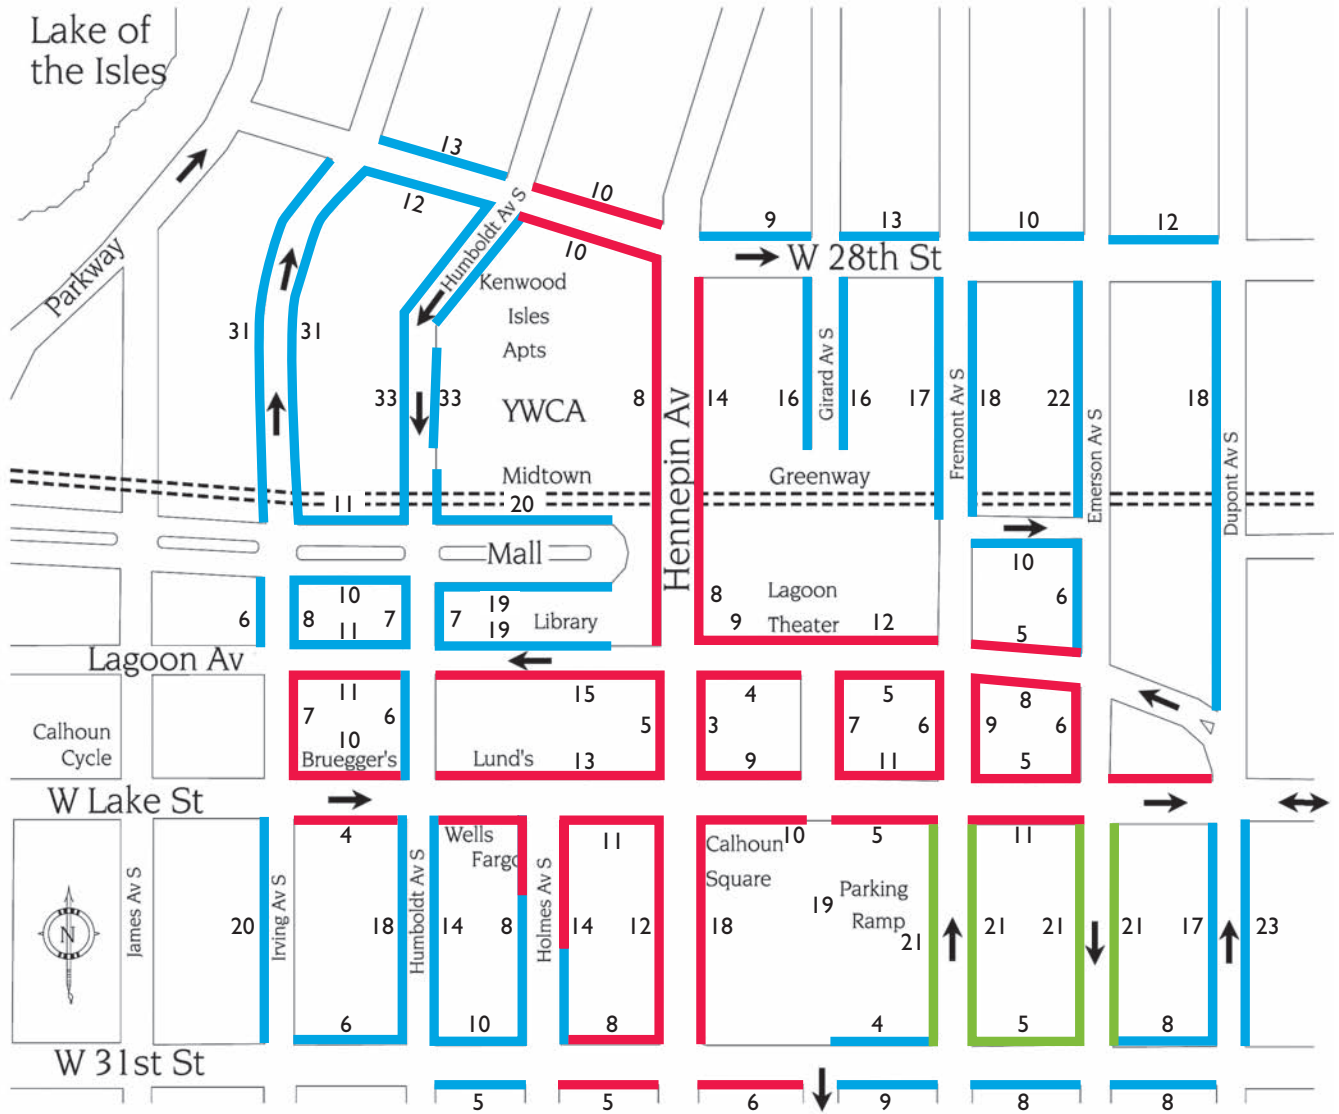 Lake of
the Isles
13
10
12
Humboldt Av S
10
9
13
10
12
W 28th St
Parkway
Kenwood
Isles
Apts
31
31
33
33
YWCA
8
Hennepin Av
14
16
Girard Av S
16
17
Fremont Av S
18
22
Emerson Av S
18
Dupont Av S
Midtown
Greenway
11
20
Mall
10
10
19
8
Lagoon
6
8
7
7
Library
6
11
19
9
Theater
12
5
Lagoon Av
11
15
4
5
8
7
6
5
3
7
6
9
6
Calhoun
Cycle
10
Bruegger's
Lund's
13
9
11
5
W Lake St
4
Wells
Fargo
11
Calhoun
10
5
11
Square
Parking
Ramp
19
N
James Av S
20
Irving Av S
18
Humboldt Av S
14
8
Holmes Av S
14
12
18
21
21
21
21
17
23
6
10
8
4
5
8
W 31st St
5
5
6
9
8
8